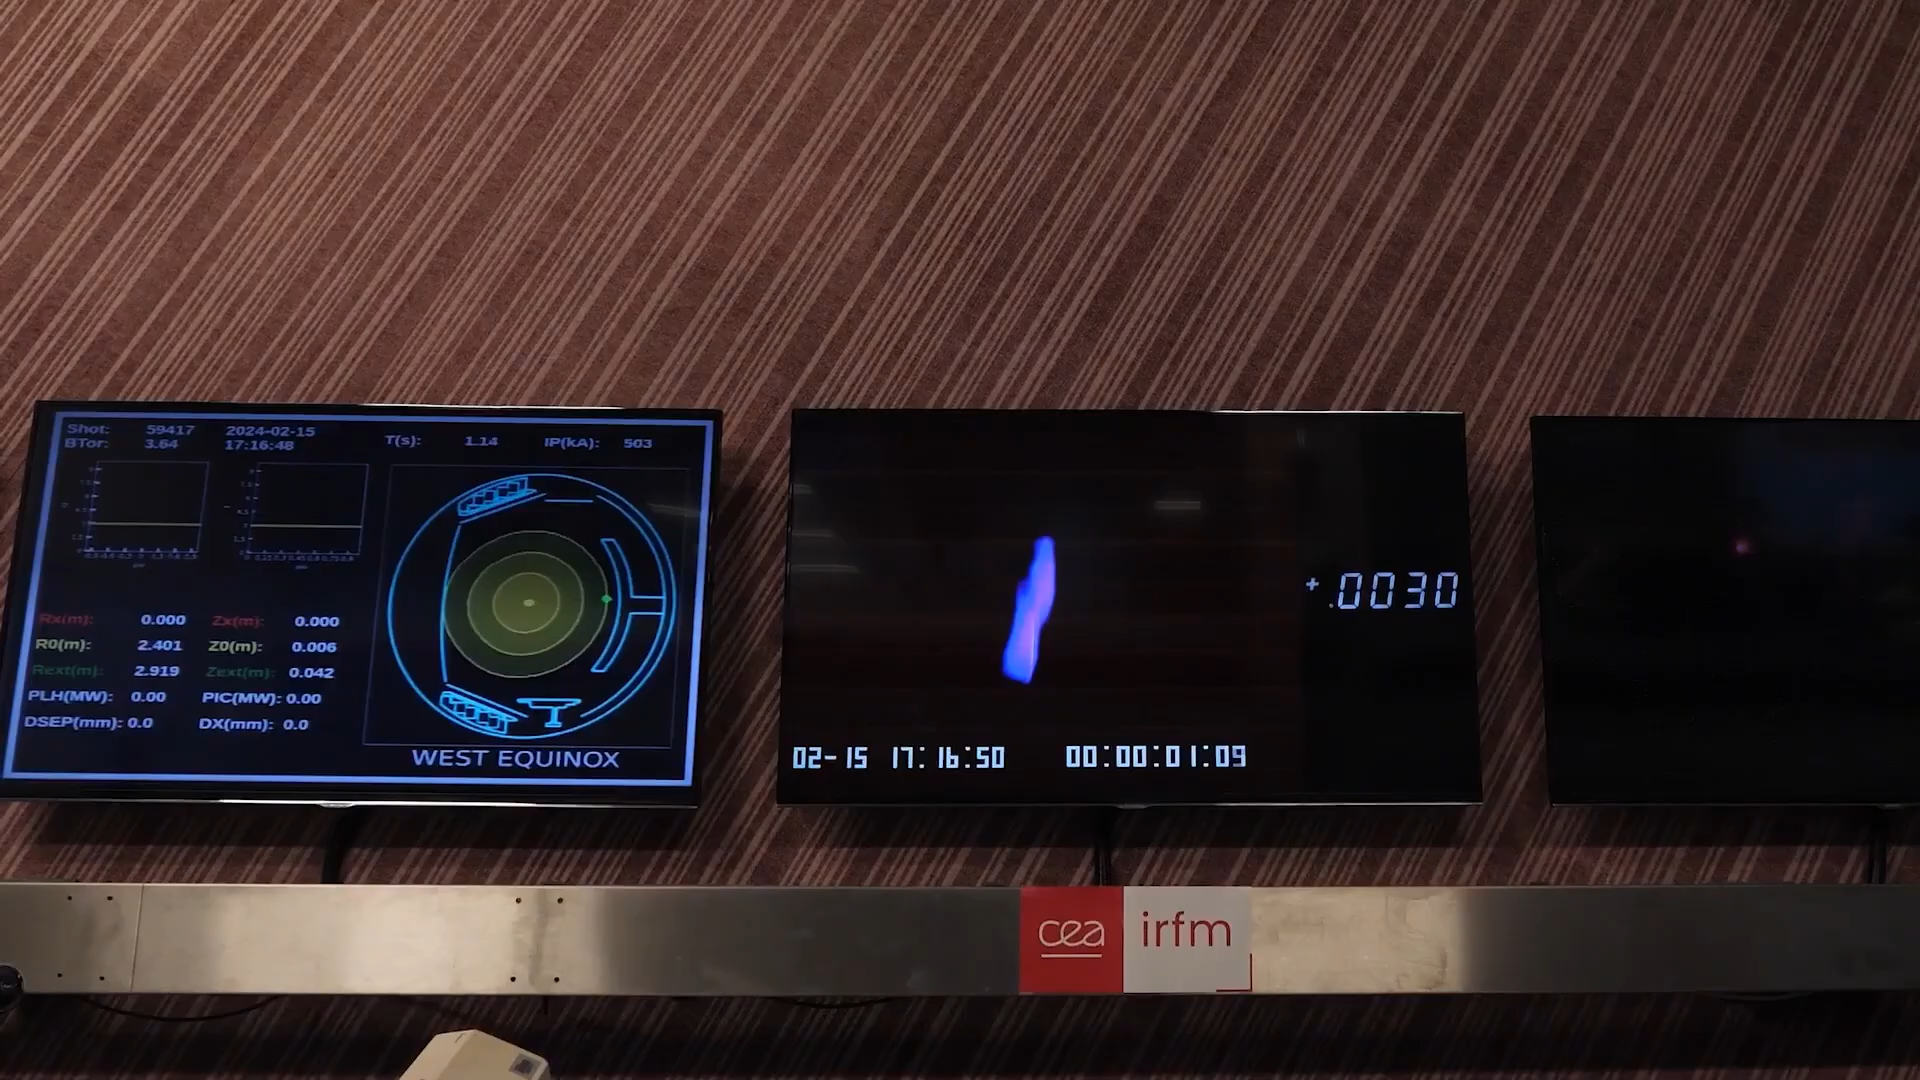 Shot: 59417 2024-02-15
BTor: 3.64 17:16:48
T(s): 1.14 IP(kA): 503
Rx(m): 0.000 Zx(m): 0.000
R0(m): 2.401 Z0(m): 0.006
Rext(m): 2.919 Zext(m): 0.042
PLH(MW): 0.00 PIC(MW): 0.00
DSEP(mm): 0.0 DX(mm): 0.0
WEST EQUINOX
+.0030
02-15 17:16:50 00:00:01:09
cea irfm